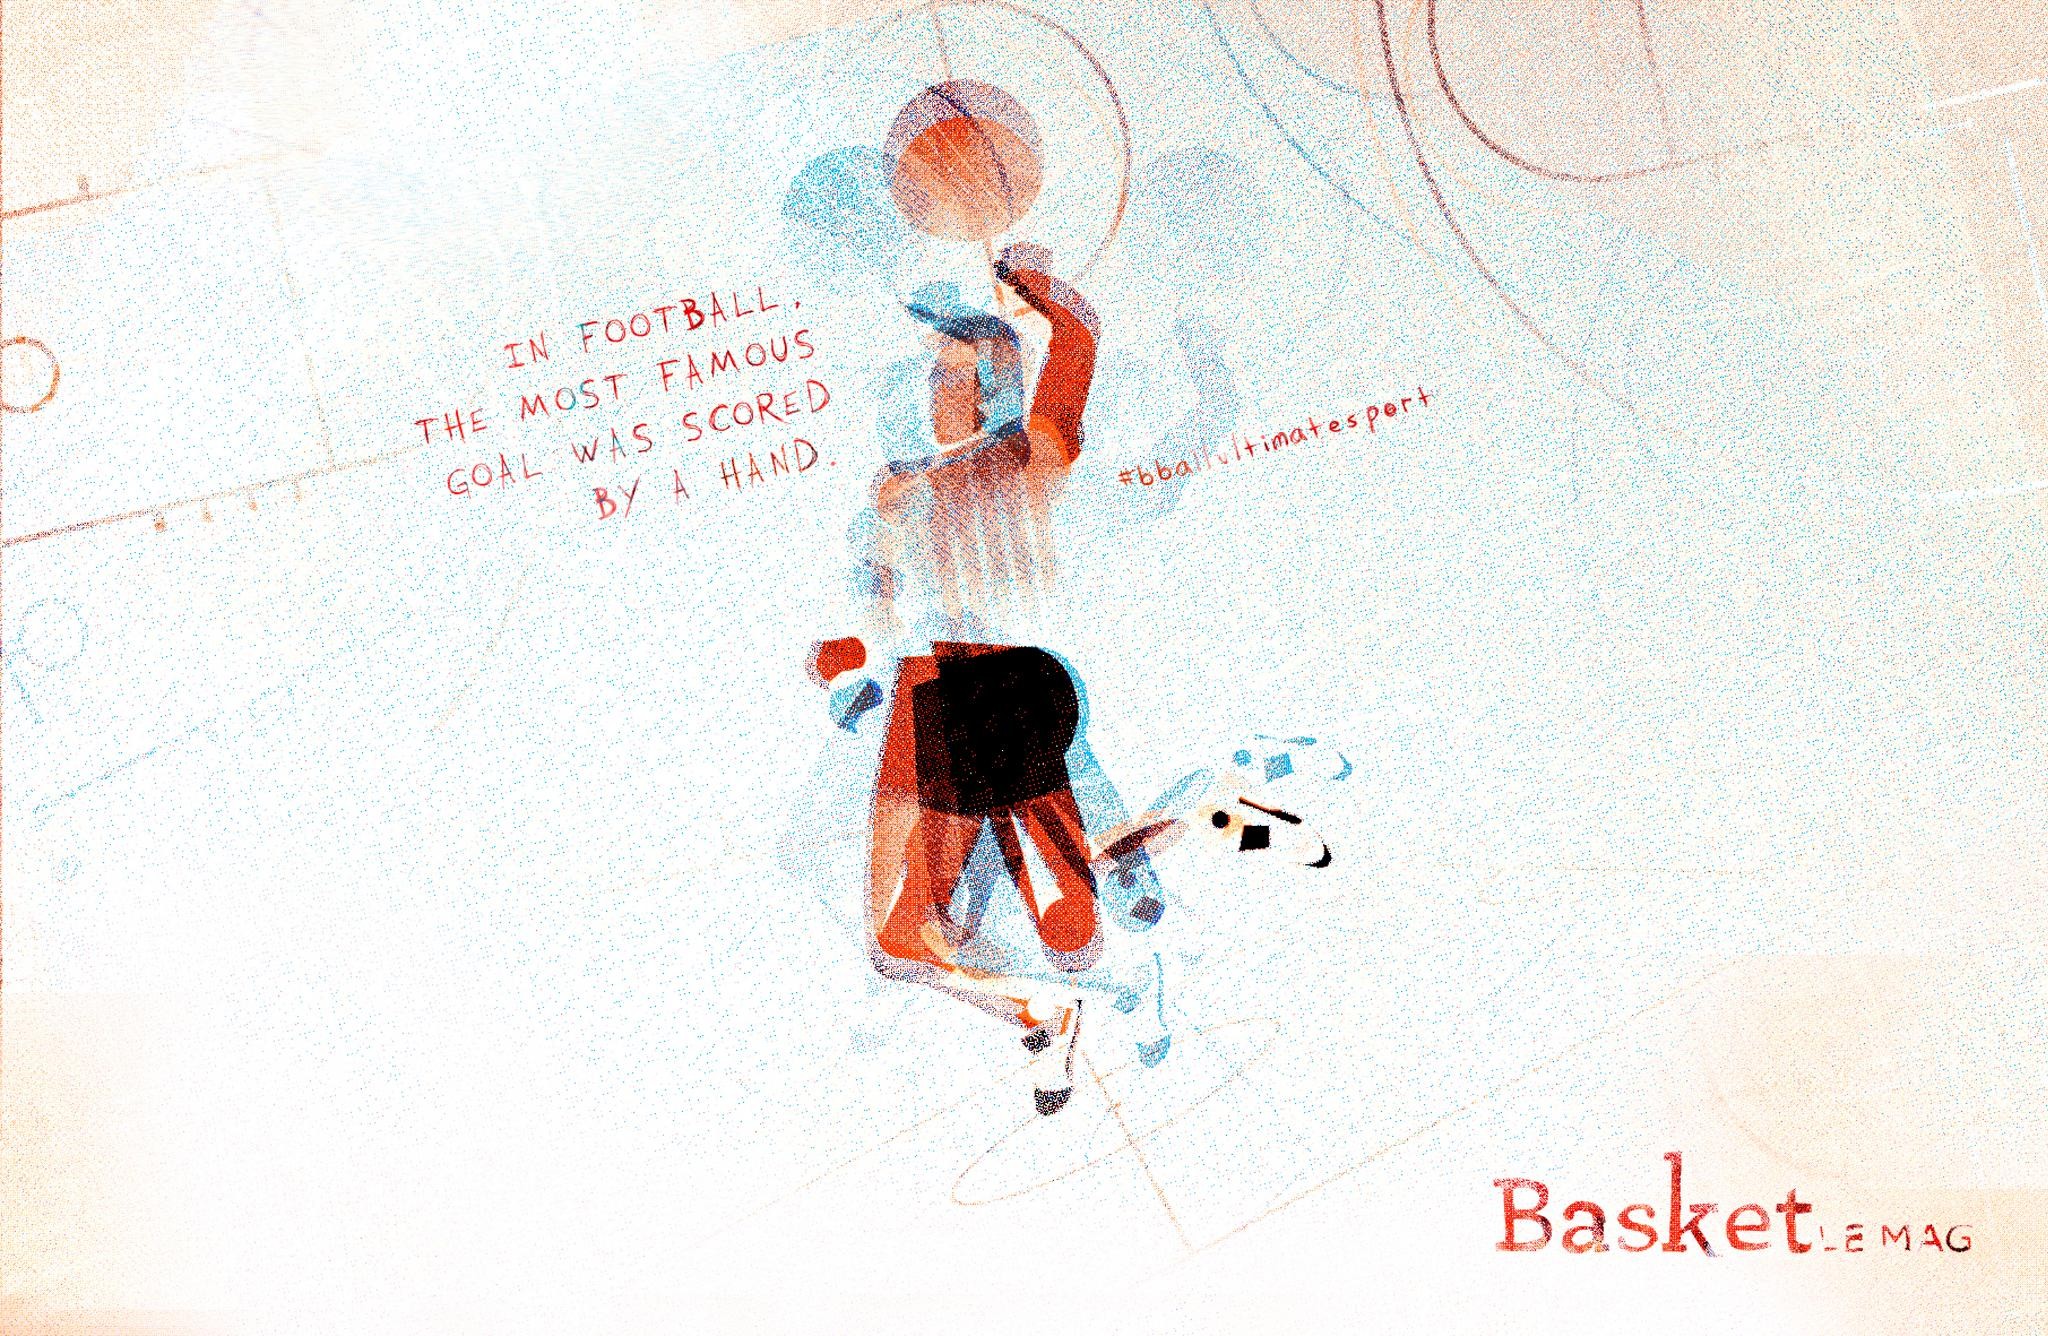 IN FOOTBALL,
THE MOST FAMOUS
GOAL WAS SCORED
BY A HAND.
#bballultimatesport
Basket LE MAG